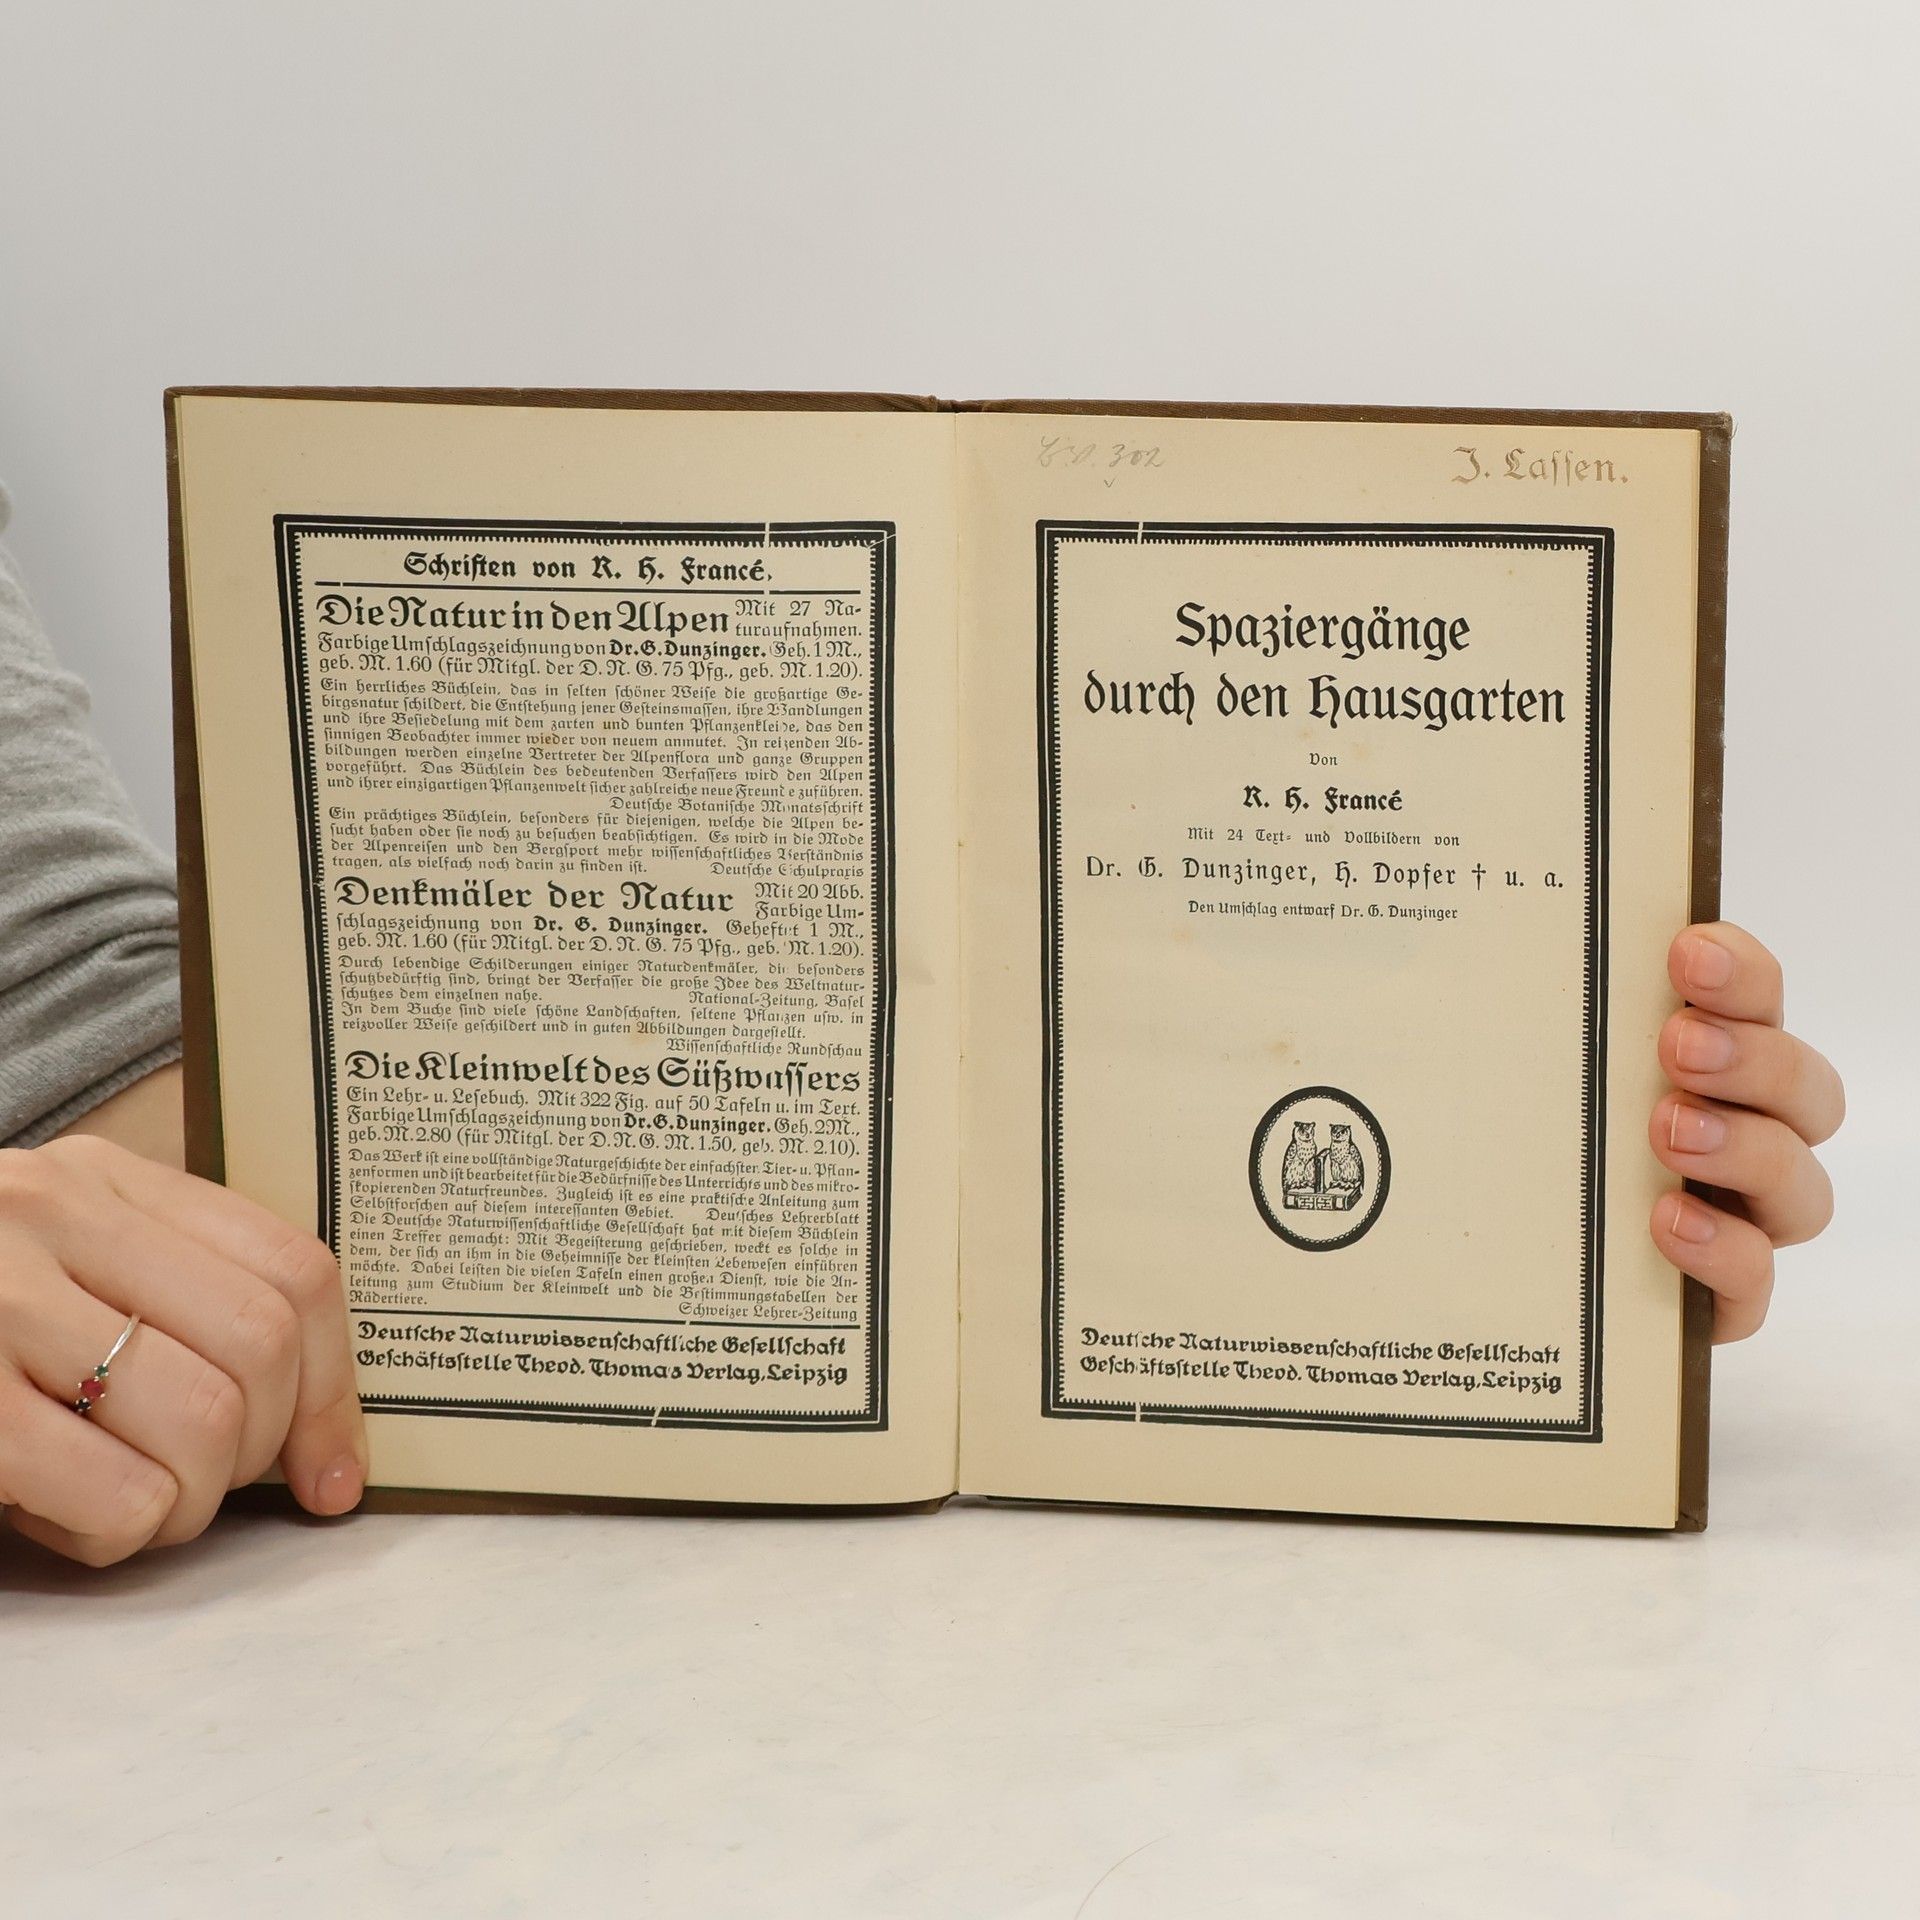 Schriften von R. H. Francé.
Die Natur in den Alpen Mit 27 Na-
turaufnahmen.
Farbige Umschlagszeichnung von Dr. G. Dunzinger. Geh. 1 M.,
geb. M. 1.60 (für Mitgl. der D. N. G. 75 Pfg., geb. M. 1.20).
Ein herrliches Büchlein, das in selten schöner Weise die großartige Ge-
birgsnatur schildert, die Entstehung jener Gesteinsmassen, ihre Wandlungen
und ihre Besiedelung mit dem zarten und bunten Pflanzenkleide, das den
sinnigen Beobachter immer wieder von neuem anmutet. In reizenden Ab-
bildungen werden einzelne Vertreter der Alpenflora und ganze Gruppen
vorgeführt. Das Büchlein des bedeutenden Verfassers wird den Alpen
und ihrer einzigartigen Pflanzenwelt sicher zahlreiche neue Freunde zuführen.
Deutsche Botanische Monatsschrift
Ein prächtiges Büchlein, besonders für diejenigen, welche die Alpen be-
sucht haben oder sie noch zu besuchen beabsichtigen. Es wird in die Mode
der Alpenreisen und den Bergsport mehr wissenschaftliches Verständnis
tragen, als vielfach noch darin zu finden ist. Deutsche Schulpraxis
Denkmäler der Natur Mit 20 Abb.
Farbige Um-
schlagszeichnung von Dr. G. Dunzinger. Geheftet 1 M.,
geb. M. 1.60 (für Mitgl. der D. N. G. 75 Pfg., geb. M. 1.20).
Durch lebendige Schilderungen einiger Naturdenkmäler, die besonders
schutzbedürftig sind, bringt der Verfasser die große Idee des Weltnatur-
schutzes dem einzelnen nahe. National-Zeitung, Basel
In dem Buche sind viele schöne Landschaften, seltene Pflanzen usw. in
reizvoller Weise geschildert und in guten Abbildungen dargestellt.
Wissenschaftliche Rundschau
Die Kleinwelt des Süßwassers
Ein Lehr- u. Lesebuch. Mit 322 Fig. auf 50 Tafeln u. im Text.
Farbige Umschlagszeichnung von Dr. G. Dunzinger. Geh. 2 M.,
geb. M. 2.80 (für Mitgl. der D. N. G. M. 1.50, geb. M. 2.10).
Das Werk ist eine vollständige Naturgeschichte der einfachsten Tier- u. Pflan-
zenformen und ist bearbeitet für die Bedürfnisse des Unterrichts und des mikro-
skopierenden Naturfreundes. Zugleich ist es eine praktische Anleitung zum
Selbstforschen auf diesem interessanten Gebiet. Deutsches Lehrerblatt
Die Deutsche Naturwissenschaftliche Gesellschaft hat mit diesem Büchlein
einen Treffer gemacht: Mit Begeisterung geschrieben, weckt es solche in
dem, der sich an ihm in die Geheimnisse der kleinsten Lebewesen einführen
möchte. Dabei leisten die vielen Tafeln einen großen Dienst, wie die An-
leitung zum Studium der Kleinwelt und die Bestimmungstabellen der
Rädertiere. Schweizer Lehrer-Zeitung
Deutsche Naturwissenschaftliche Gesellschaft
Geschäftsstelle Theod. Thomas Verlag, Leipzig
302
J. Lassen.
Spaziergänge
durch den Hausgarten
Von
R. H. Francé
Mit 24 Text- und Vollbildern von
Dr. G. Dunzinger, H. Dopfer † u. a.
Den Umschlag entwarf Dr. G. Dunzinger
Deutsche Naturwissenschaftliche Gesellschaft
Geschäftsstelle Theod. Thomas Verlag, Leipzig